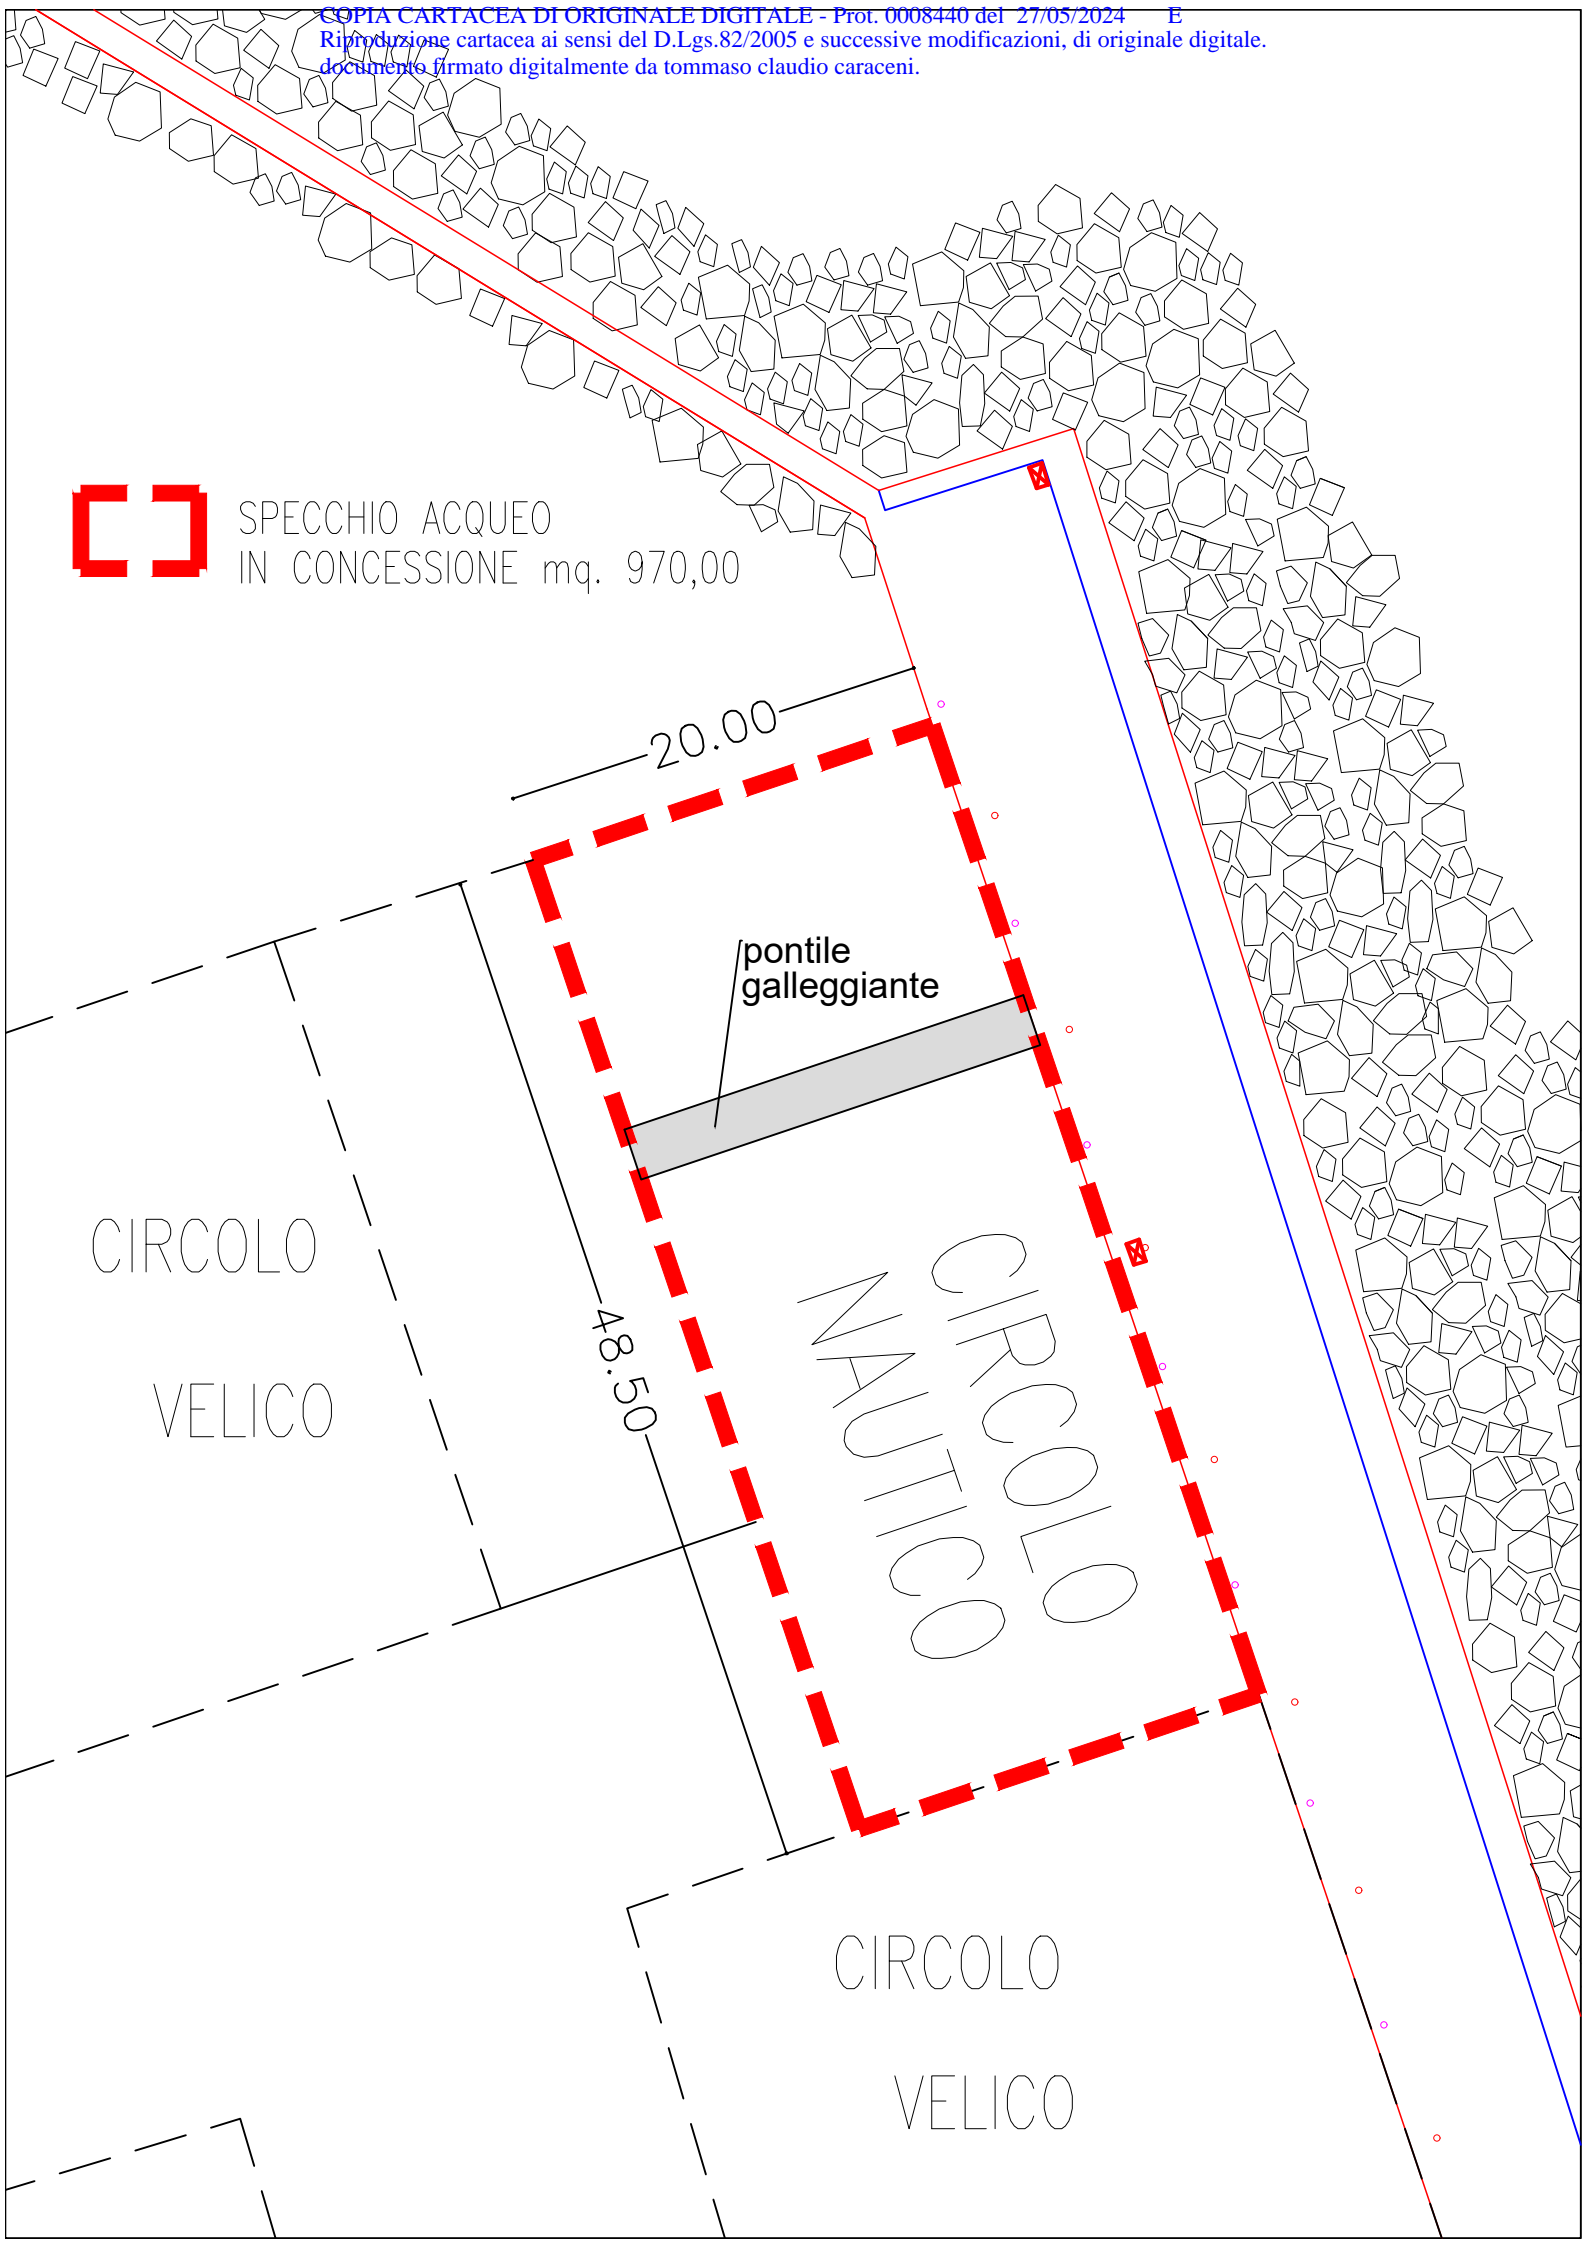 COPIA CARTACEA DI ORIGINALE DIGITALE - Prot. 0008440 del 27/05/2024 E
Riproduzione cartacea ai sensi del D.Lgs.82/2005 e successive modificazioni, di originale digitale.
documento firmato digitalmente da tommaso claudio caraceni.
SPECCHIO ACQUEO
IN CONCESSIONE mq. 970,00
20.00
pontile
galleggiante
CIRCOLO
VELICO
48.50
CIRCOLO
NAUTICO
CIRCOLO
VELICO